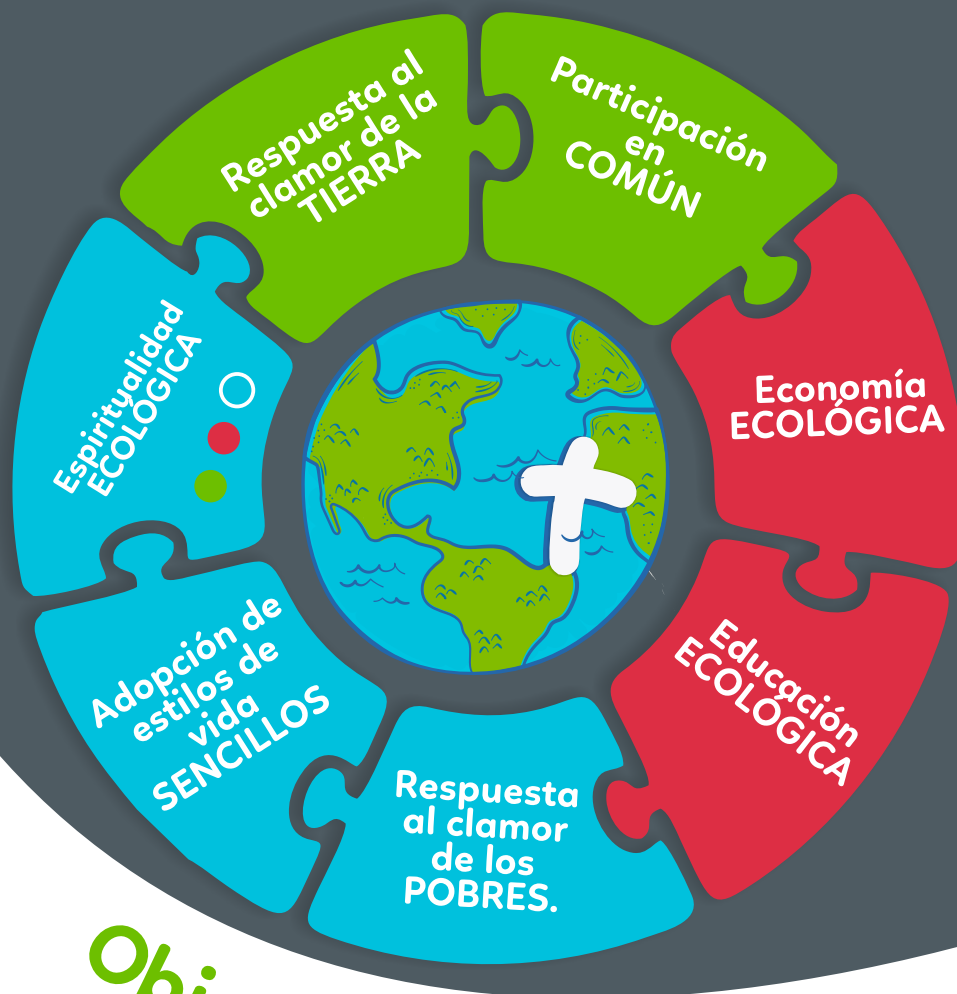 Respuesta al
clamor de la
TIERRA
Participación
en
COMÚN
Economía
ECOLÓGICA
Educación
ECOLÓGICA
Respuesta
al clamor
de los
POBRES.
Adopción de
estilos de
vida
SENCILLOS
Espiritualidad
ECOLÓGICA